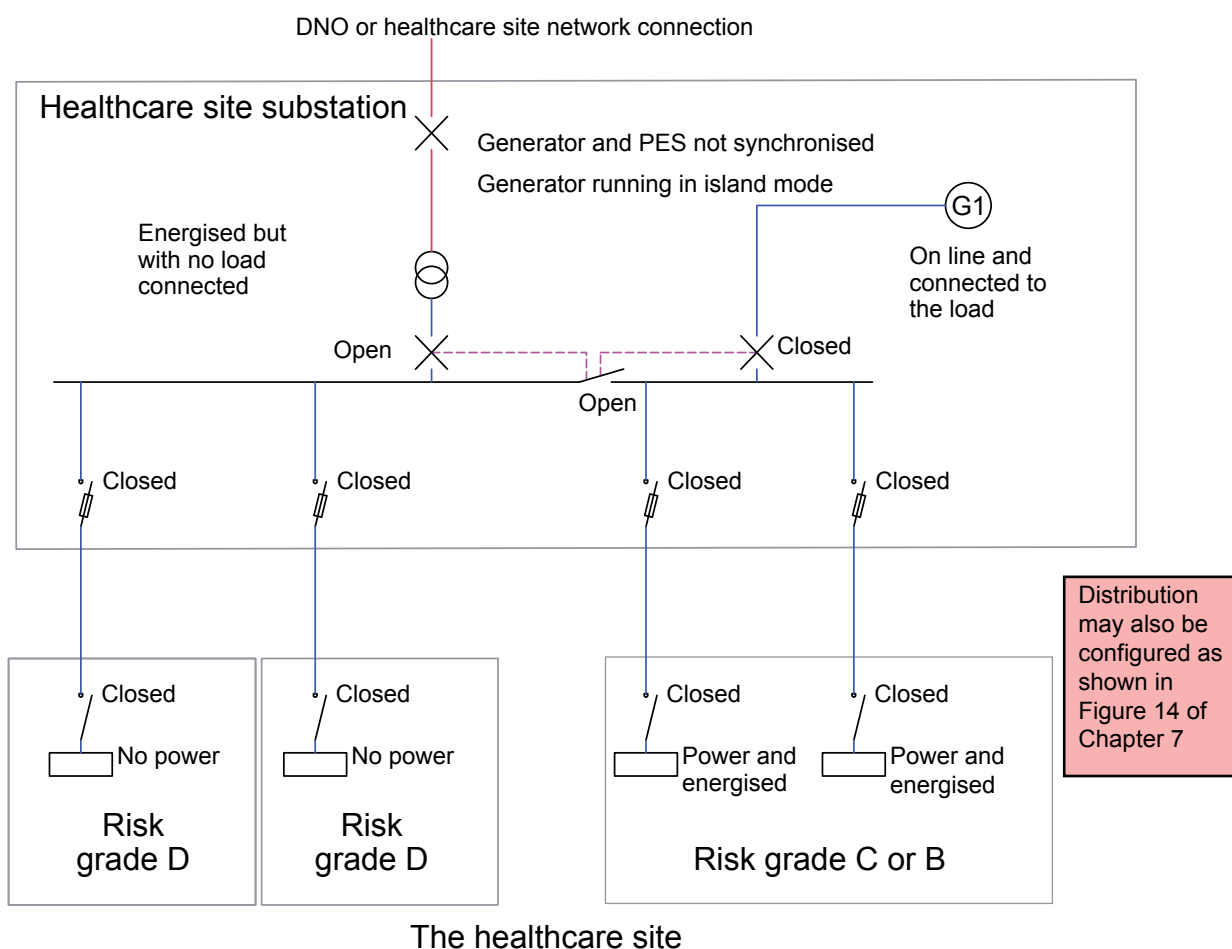 DNO or healthcare site network connection
Healthcare site substation
Generator and PES not synchronised
Generator running in island mode
G1
Energised but
with no load
connected
On line and
connected to
the load
Open
Closed
Open
Closed
Closed
Closed
Closed
Distribution
may also be
configured as
shown in
Figure 14 of
Chapter 7
Closed
No power
Risk
grade D
Closed
No power
Risk
grade D
Closed
Power and
energised
Closed
Power and
energised
Risk grade C or B
The healthcare site